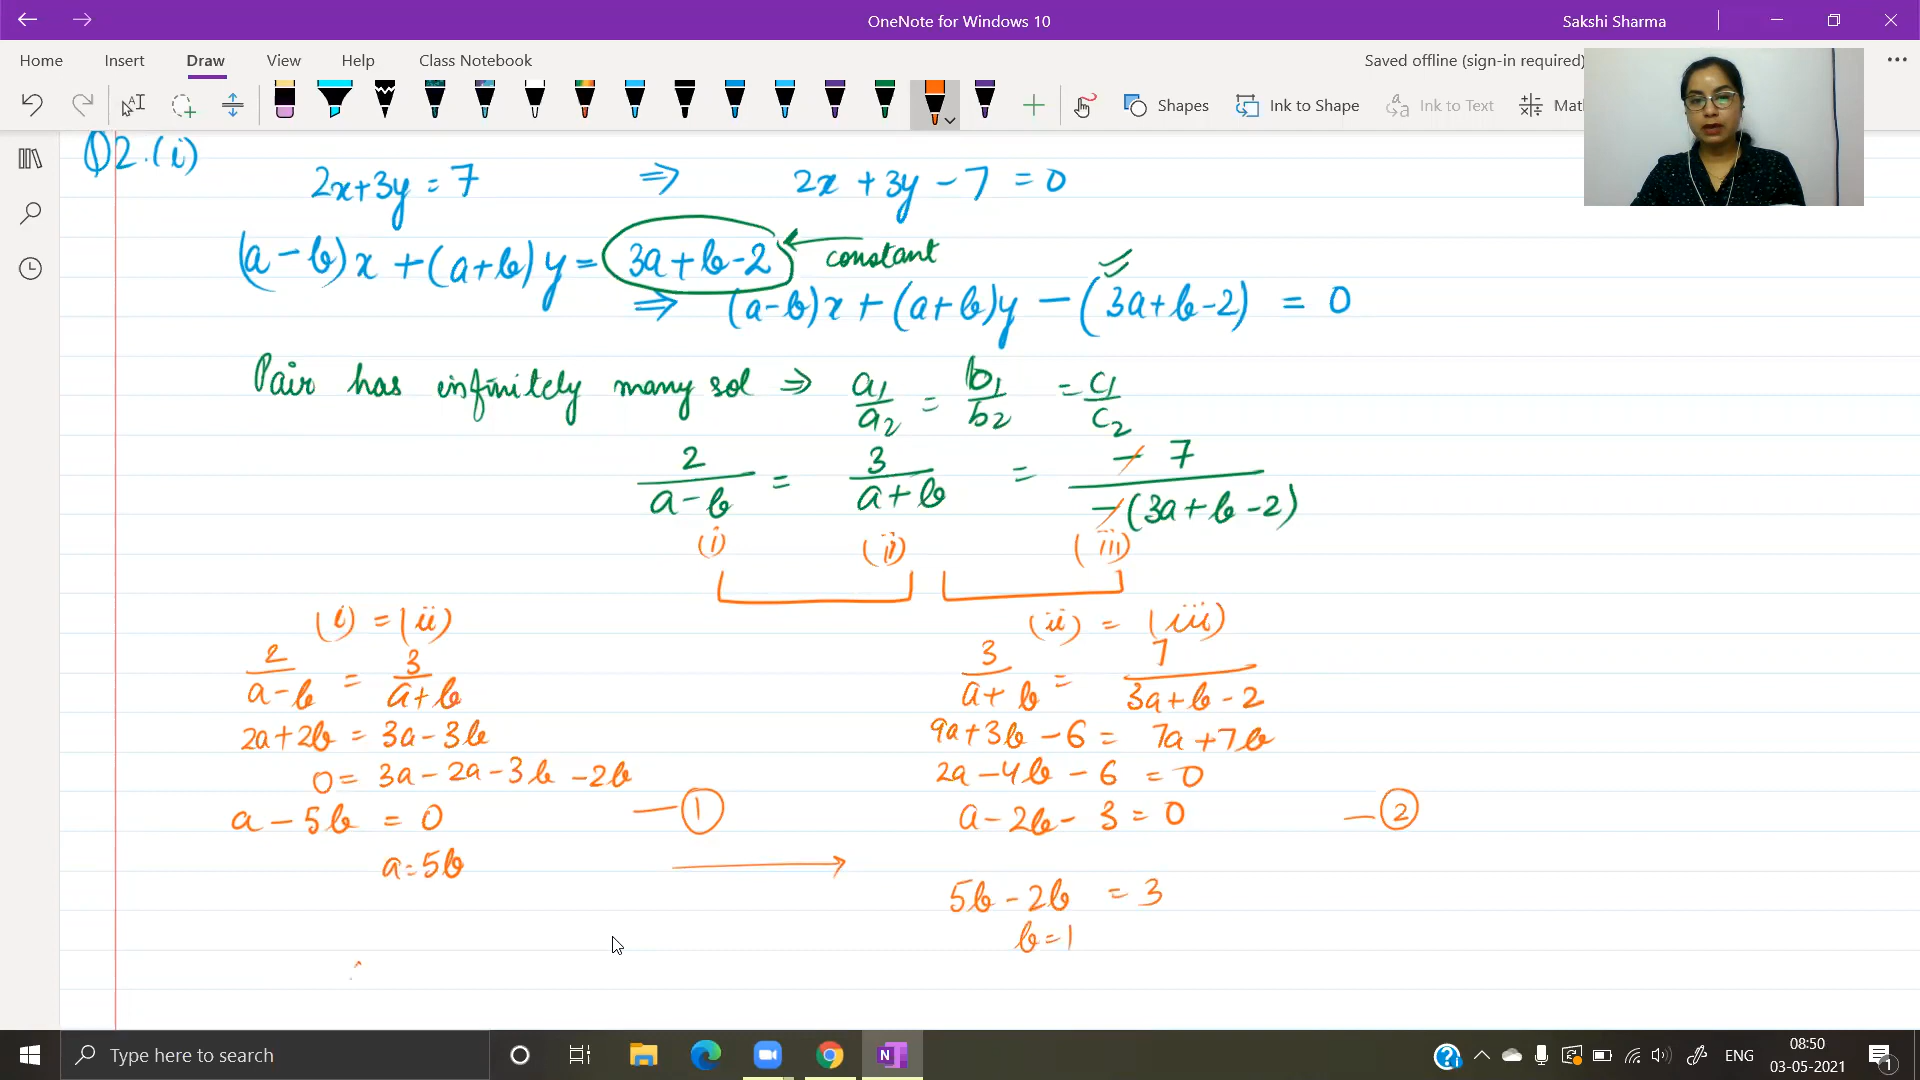 OneNote for Windows 10
Sakshi Sharma
Home Insert Draw View Help Class Notebook
Saved offline (sign-in required)
Shapes Ink to Shape Ink to Text Mat
Q2.(i)
2x+3y=7 ⇒ 2x+3y-7=0
(a-b)x+(a+b)y=3a+b-2 constant
⇒ (a-b)x+(a+b)y-(3a+b-2)=0
Pair has infinitely many sol ⇒ a1/a2 = b1/b2 = c1/c2
2/(a-b) = 3/(a+b) = -7/-(3a+b-2)
(i) (ii) (iii)
(i) = (ii)
2/(a-b) = 3/(a+b)
2a+2b = 3a-3b
0 = 3a-2a-3b-2b
a-5b = 0 — 1
a=5b
(ii) = (iii)
3/(a+b) = 7/(3a+b-2)
9a+3b-6 = 7a+7b
2a-4b-6 = 0
a-2b-3 = 0 — 2
5b-2b = 3
b=1
Type here to search
ENG
08:50
03-05-2021
1